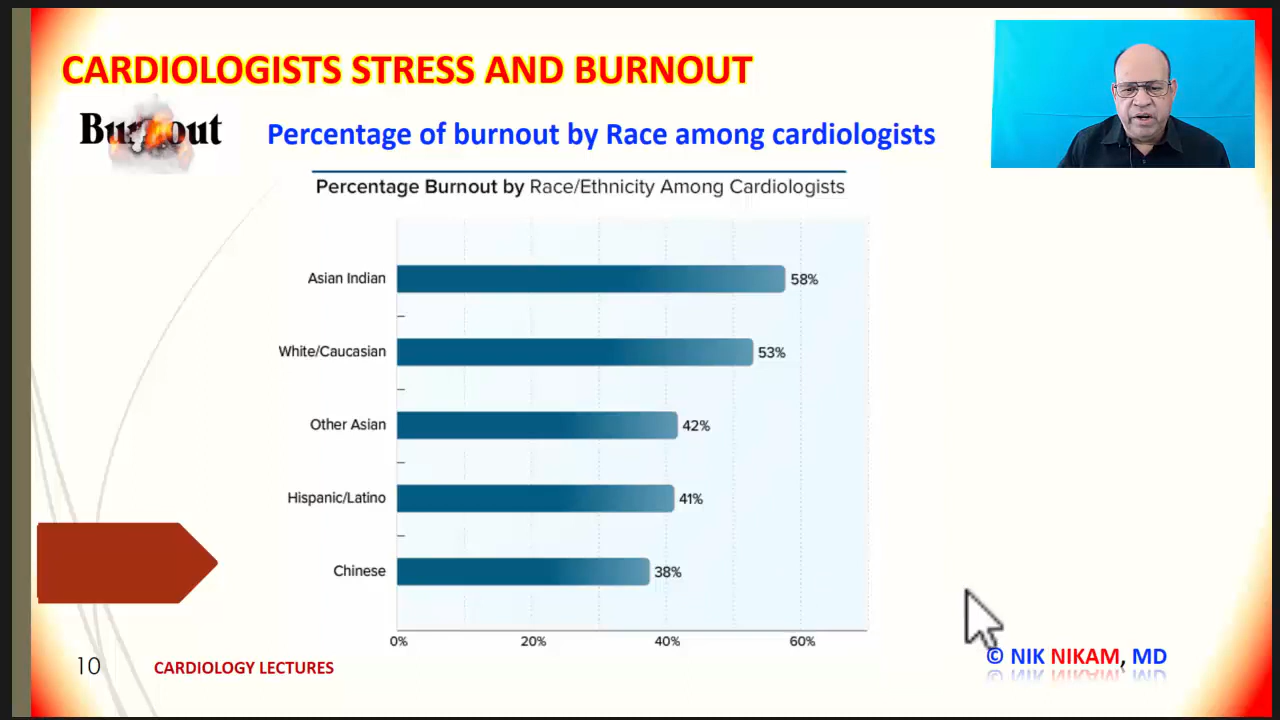 CARDIOLOGISTS STRESS AND BURNOUT
Burnout
Percentage of burnout by Race among cardiologists
Percentage Burnout by Race/Ethnicity Among Cardiologists
Asian Indian 58%
White/Caucasian 53%
Other Asian 42%
Hispanic/Latino 41%
Chinese 38%
0% 20% 40% 60%
10 CARDIOLOGY LECTURES
© NIK NIKAM, MD